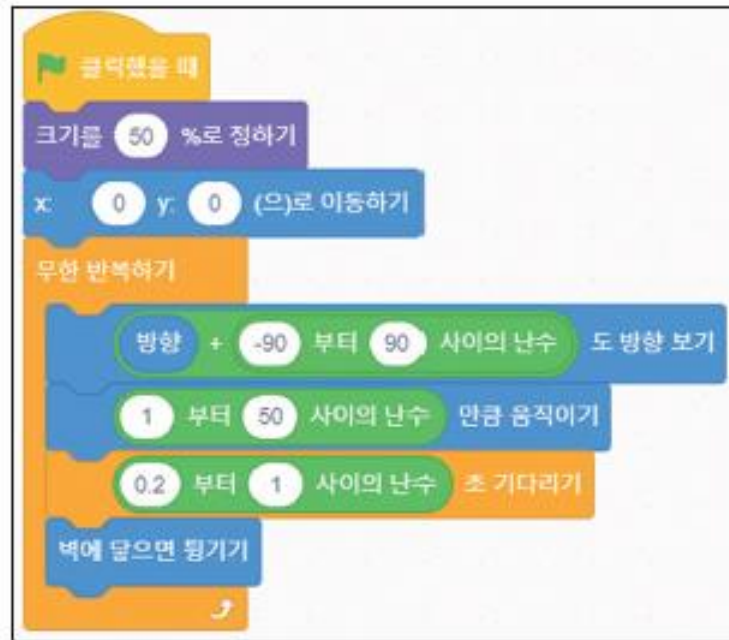 클릭했을 때
크기를 50 %로 정하기
x: 0 y: 0 (으)로 이동하기
무한 반복하기
방향 + -90 부터 90 사이의 난수 도 방향 보기
1 부터 50 사이의 난수 만큼 움직이기
0.2 부터 1 사이의 난수 초 기다리기
벽에 닿으면 튕기기